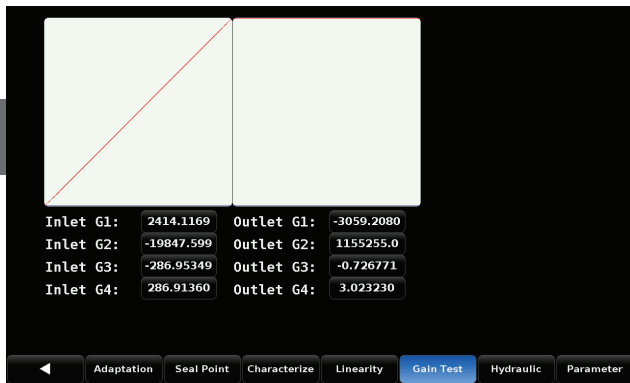 Inlet G1: 2414.1169 Outlet G1: -3059.2080
Inlet G2: -19847.599 Outlet G2: 1155255.0
Inlet G3: -286.95349 Outlet G3: -0.726771
Inlet G4: 286.91360 Outlet G4: 3.023230
Adaptation Seal Point Characterize Linearity Gain Test Hydraulic Parameter